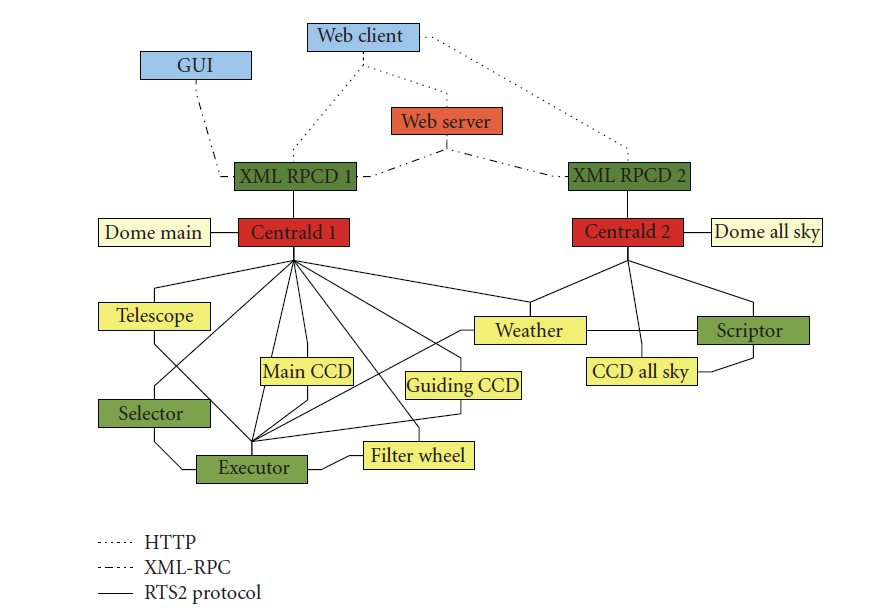 Web client
GUI
Web server
XML RPCD 1
XML RPCD 2
Dome main
Centrald 1
Centrald 2
Dome all sky
Telescope
Weather
Scriptor
Main CCD
Guiding CCD
CCD all sky
Selector
Executor
Filter wheel
HTTP
XML-RPC
RTS2 protocol